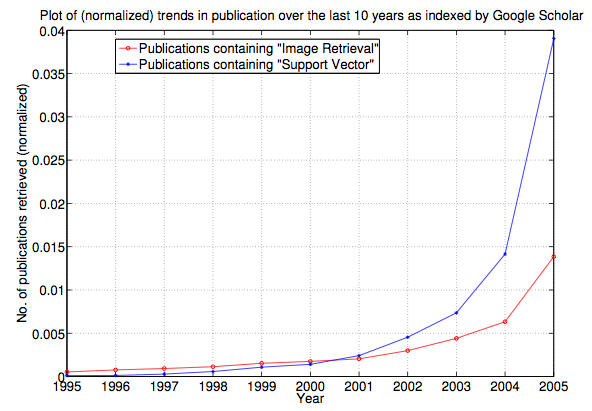 Plot of (normalized) trends in publication over the last 10 years as indexed by Google Scholar
Publications containing "Image Retrieval"
Publications containing "Support Vector"
No. of publications retrieved (normalized)
0.04
0.035
0.03
0.025
0.02
0.015
0.01
0.005
0
1995 1996 1997 1998 1999 2000 2001 2002 2003 2004 2005
Year